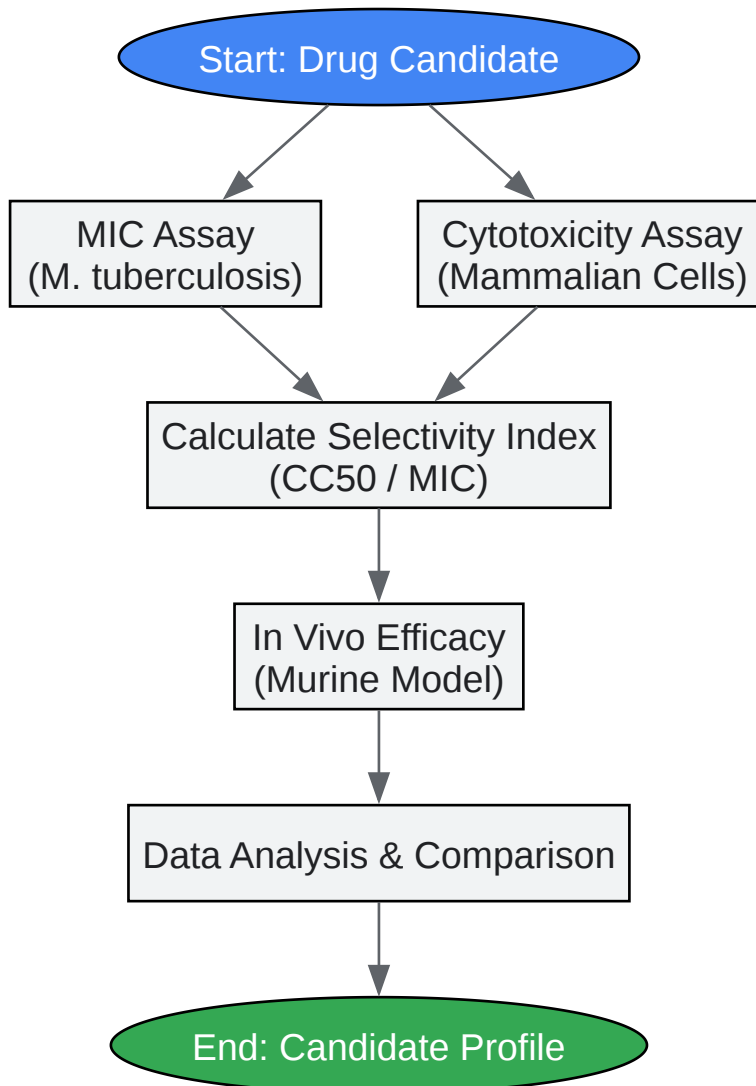 Start: Drug Candidate
MIC Assay
(M. tuberculosis)
Cytotoxicity Assay
(Mammalian Cells)
Calculate Selectivity Index
(CC50 / MIC)
In Vivo Efficacy
(Murine Model)
Data Analysis & Comparison
End: Candidate Profile